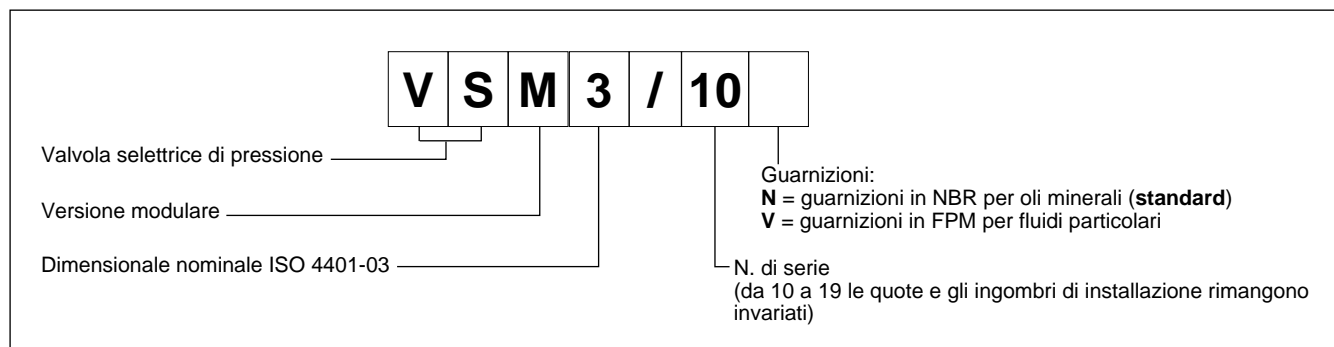 VSM3/10
Valvola selettrice di pressione
Versione modulare
Dimensionale nominale ISO 4401-03
Guarnizioni:
N = guarnizioni in NBR per oli minerali (standard)
V = guarnizioni in FPM per fluidi particolari
N. di serie
(da 10 a 19 le quote e gli ingombri di installazione rimangono
invariati)